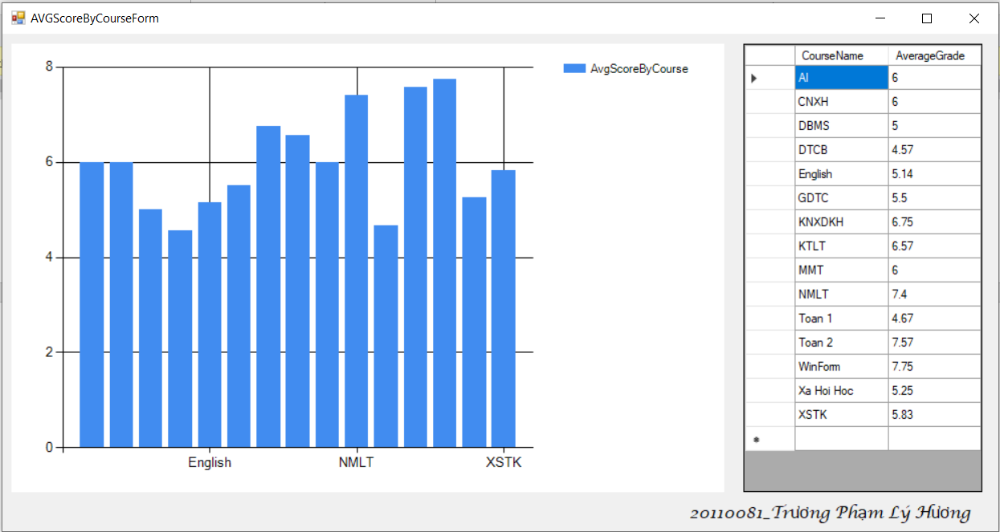 AVGScoreByCourseForm
8
6
4
2
0
English NMLT XSTK
AvgScoreByCourse
CourseName AverageGrade
AI 6
CNXH 6
DBMS 5
DTCB 4.57
English 5.14
GDTC 5.5
KNXDKH 6.75
KTLT 6.57
MMT 6
NMLT 7.4
Toan 1 4.67
Toan 2 7.57
WinForm 7.75
Xa Hoi Hoc 5.25
XSTK 5.83
20110081_Trương Phạm Lý Hương